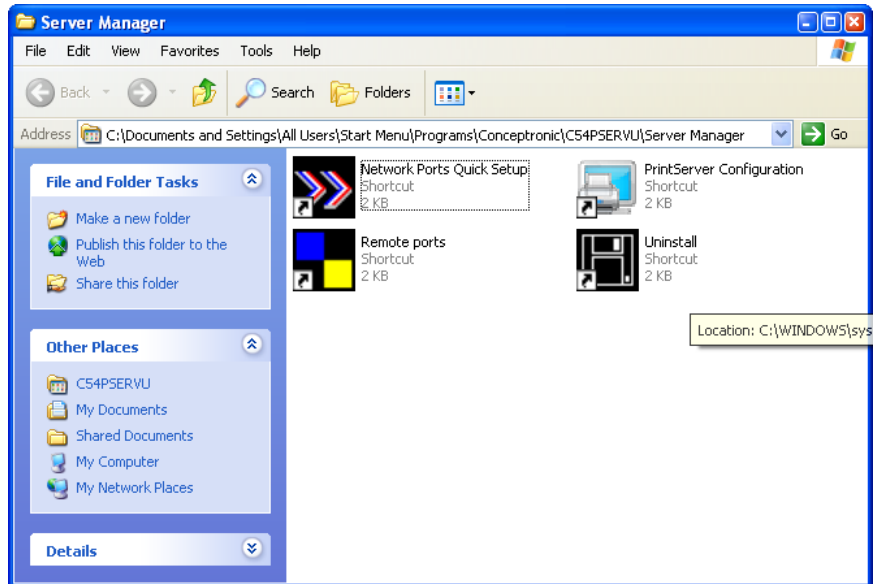 Server Manager
File Edit View Favorites Tools Help
Back Search Folders
Address C:\Documents and Settings\All Users\Start Menu\Programs\Conceptronic\C54PSERVU\Server Manager Go
File and Folder Tasks
Make a new folder
Publish this folder to the
Web
Share this folder
Other Places
C54PSERVU
My Documents
Shared Documents
My Computer
My Network Places
Details
Network Ports Quick Setup
Shortcut
2 KB
PrintServer Configuration
Shortcut
2 KB
Remote ports
Shortcut
2 KB
Uninstall
Shortcut
2 KB
Location: C:\WINDOWS\sys